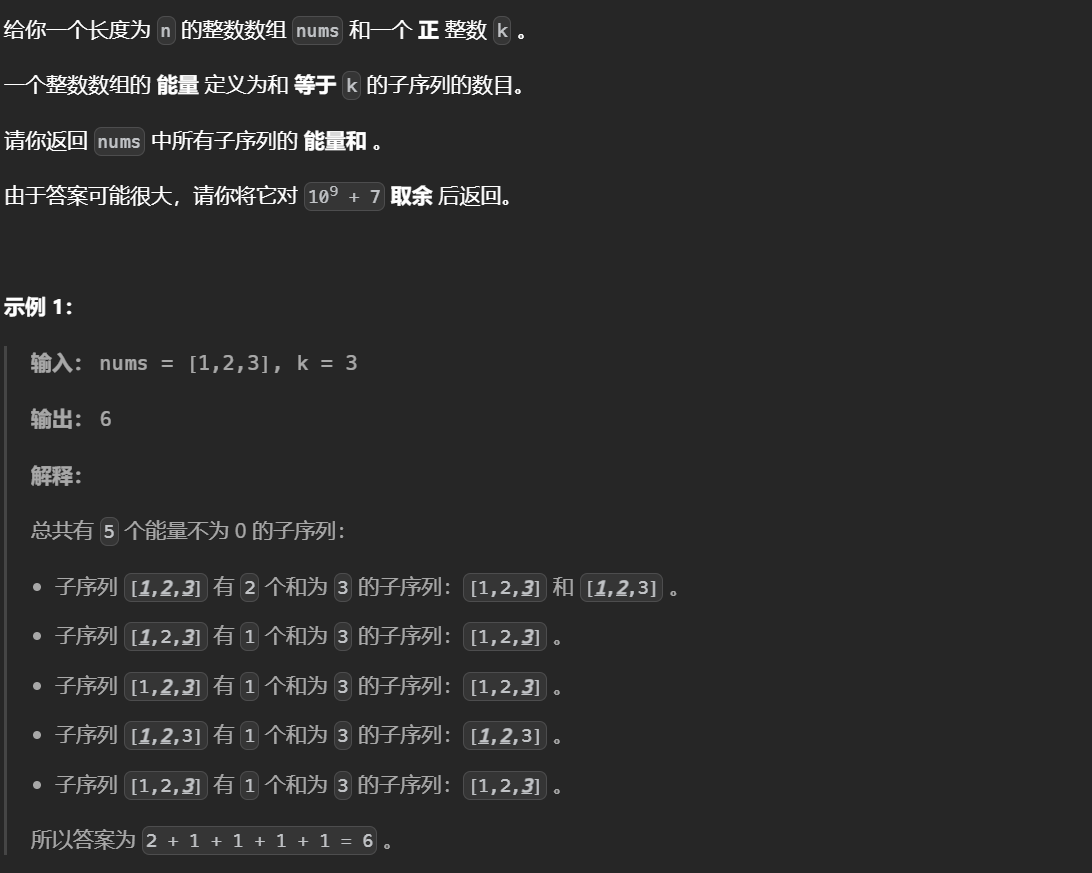 给你一个长度为 n 的整数数组 nums 和一个 正 整数 k 。
一个整数数组的 能量 定义为和 等于 k 的子序列的数目。
请你返回 nums 中所有子序列的 能量和 。
由于答案可能很大，请你将它对 10⁹ + 7 取余 后返回。
示例 1：
输入： nums = [1,2,3], k = 3
输出： 6
解释：
总共有 5 个能量不为 0 的子序列：
• 子序列 [1,2,3] 有 2 个和为 3 的子序列：[1,2,3] 和 [1,2,3] 。
• 子序列 [1,2,3] 有 1 个和为 3 的子序列：[1,2,3] 。
• 子序列 [1,2,3] 有 1 个和为 3 的子序列：[1,2,3] 。
• 子序列 [1,2,3] 有 1 个和为 3 的子序列：[1,2,3] 。
• 子序列 [1,2,3] 有 1 个和为 3 的子序列：[1,2,3] 。
所以答案为 2 + 1 + 1 + 1 + 1 = 6 。